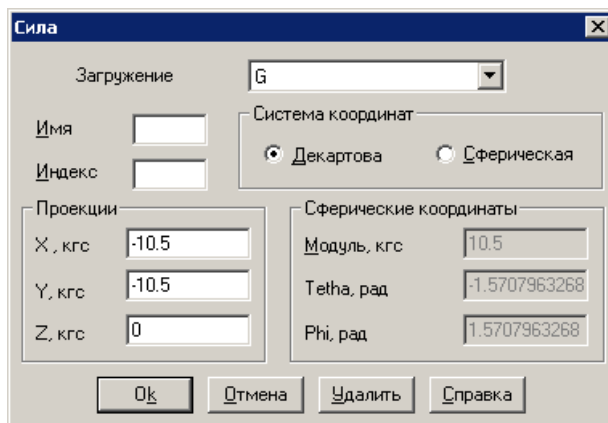 Сила
Загружение G
Имя
Индекс
Система координат
Декартова Сферическая
Проекции
X , кгс -10.5
Y, кгс -10.5
Z, кгс 0
Сферические координаты
Модуль, кгс 10.5
Tetha, рад -1.5707963268
Phi, рад 1.5707963268
Ok Отмена Удалить Справка